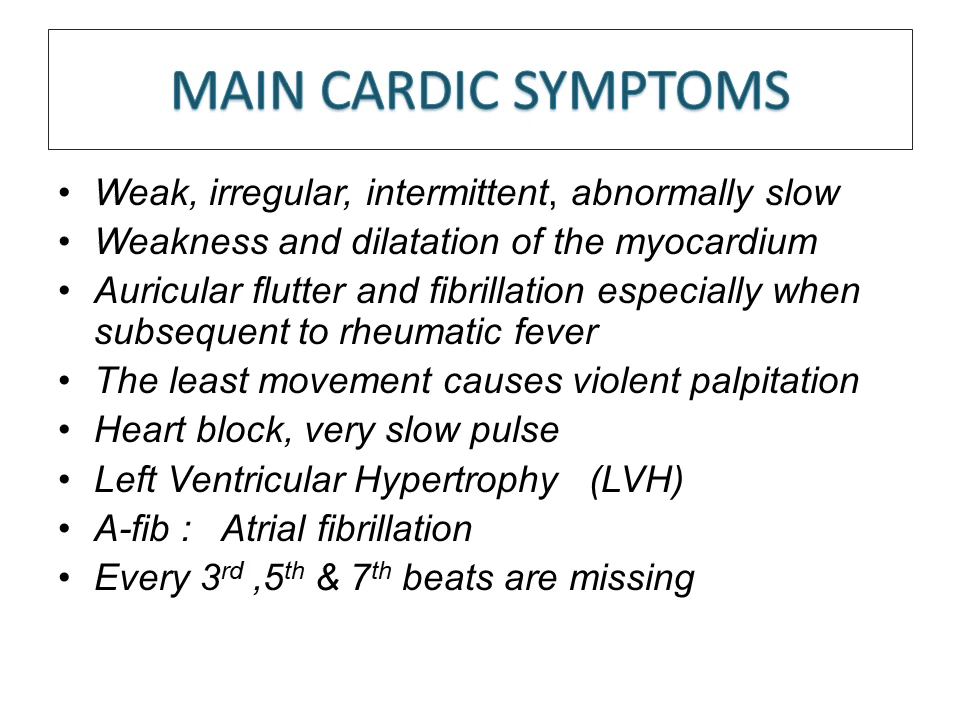 MAIN CARDIC SYMPTOMS
• Weak, irregular, intermittent, abnormally slow
• Weakness and dilatation of the myocardium
• Auricular flutter and fibrillation especially when
subsequent to rheumatic fever
• The least movement causes violent palpitation
• Heart block, very slow pulse
• Left Ventricular Hypertrophy (LVH)
• A-fib : Atrial fibrillation
• Every 3rd ,5th & 7th beats are missing